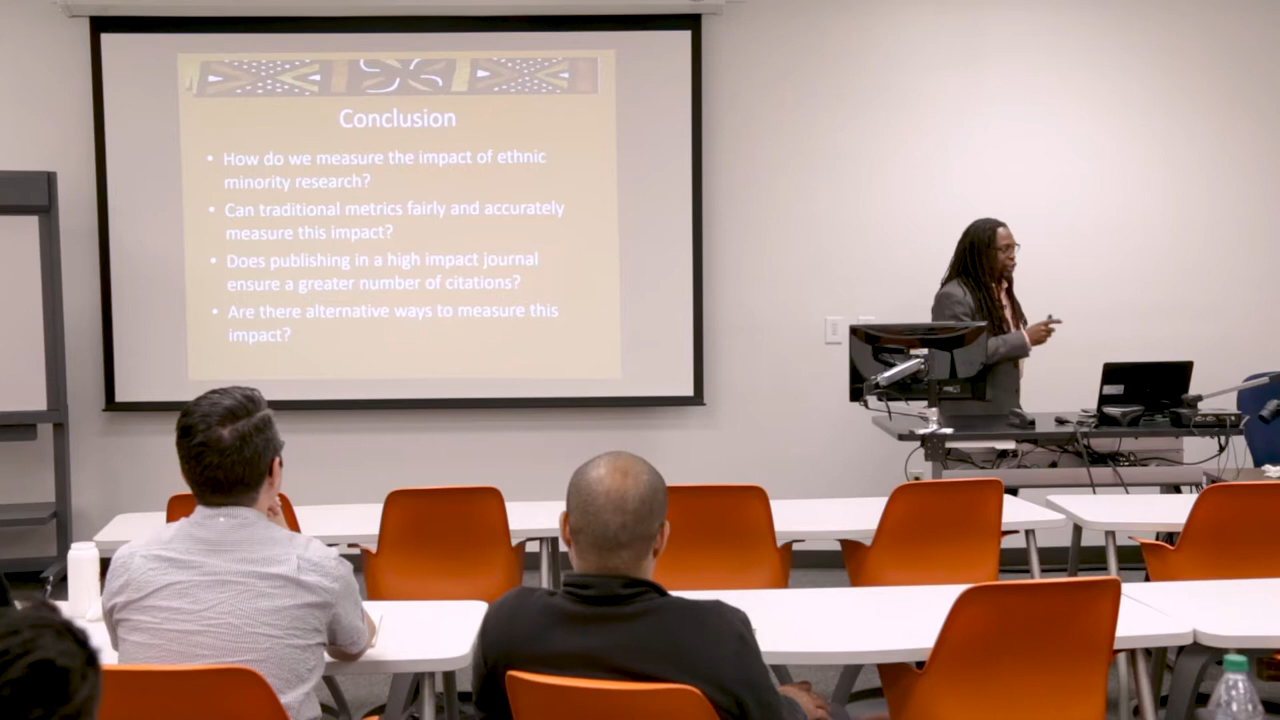 Conclusion
• How do we measure the impact of ethnic
minority research?
• Can traditional metrics fairly and accurately
measure this impact?
• Does publishing in a high impact journal
ensure a greater number of citations?
• Are there alternative ways to measure this
impact?